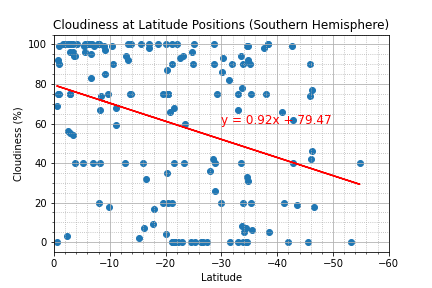 Cloudiness at Latitude Positions (Southern Hemisphere)
100
80
60
40
20
0
Cloudiness (%)
y = 0.92x + 79.47
0 −10 −20 −30 −40 −50 −60
Latitude